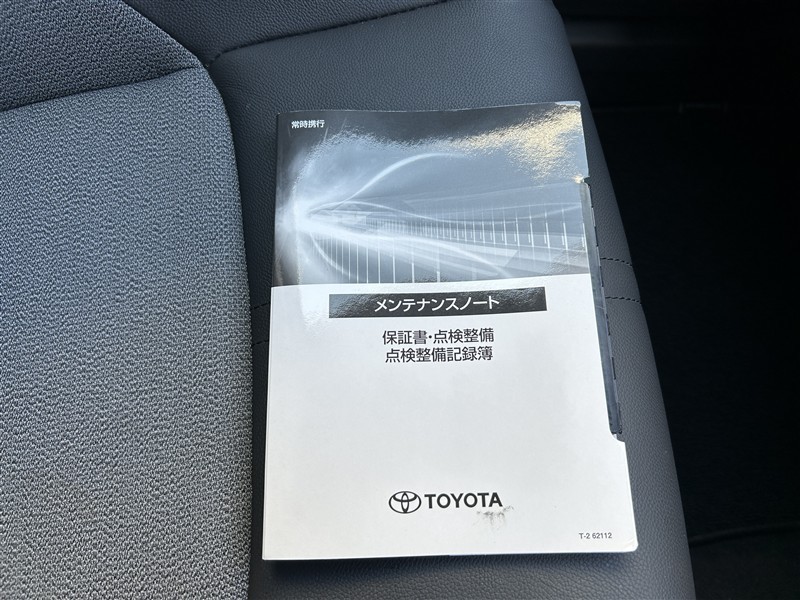 常時携行
メンテナンスノート
保証書・点検整備
点検整備記録簿
TOYOTA
T-2 62112